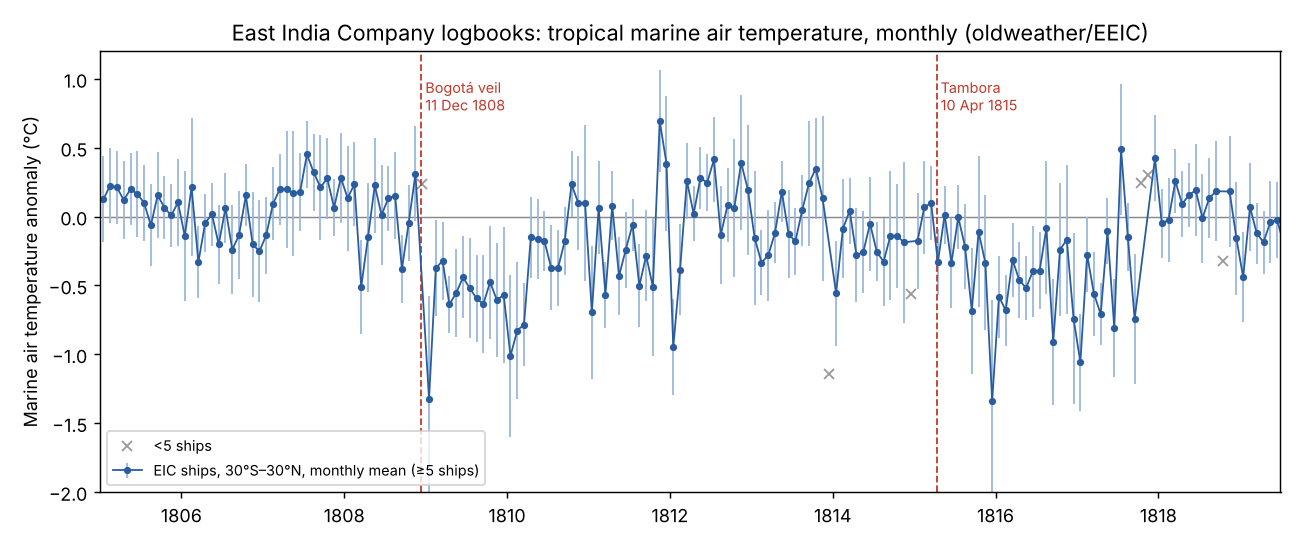 East India Company logbooks: tropical marine air temperature, monthly (oldweather/EEIC)
Marine air temperature anomaly (°C)
1.0
0.5
0.0
−0.5
−1.0
−1.5
−2.0
Bogotá veil
11 Dec 1808
Tambora
10 Apr 1815
<5 ships
EIC ships, 30°S–30°N, monthly mean (≥5 ships)
1806 1808 1810 1812 1814 1816 1818